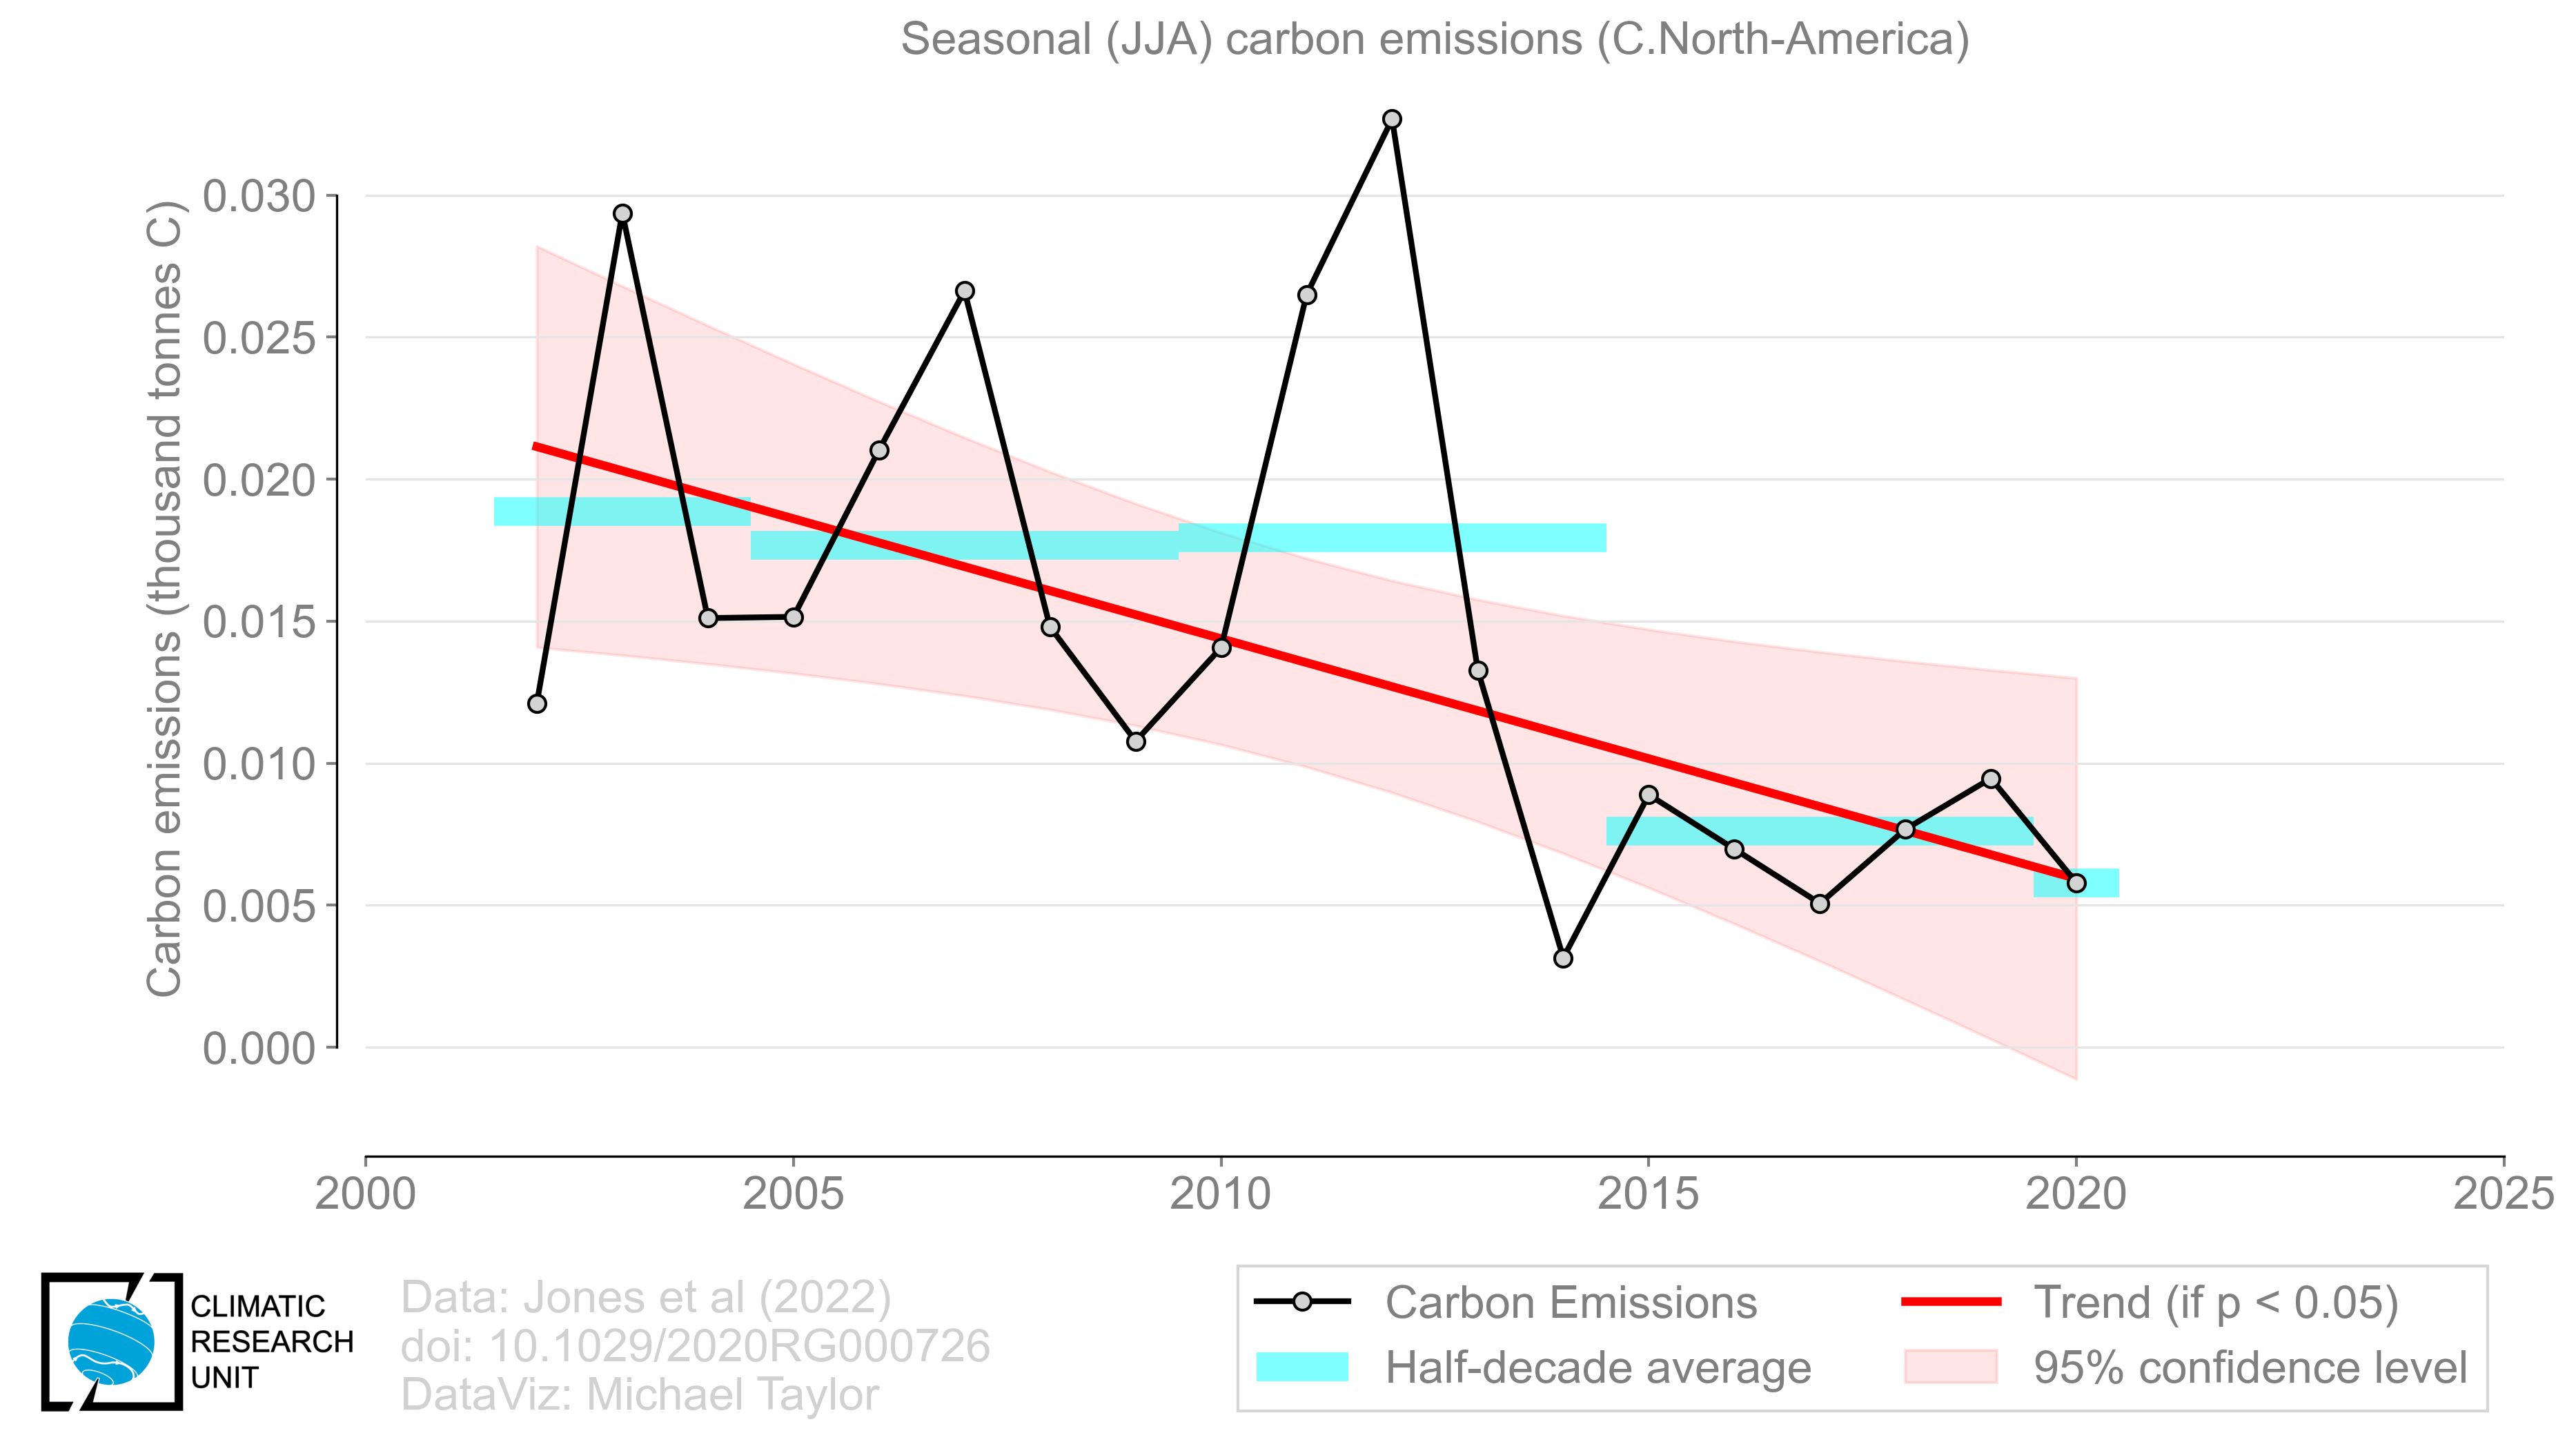 Seasonal (JJA) carbon emissions (C.North-America)
Carbon emissions (thousand tonnes C)
0.030
0.025
0.020
0.015
0.010
0.005
0.000
2000 2005 2010 2015 2020 2025
CLIMATIC
RESEARCH
UNIT
Data: Jones et al (2022)
doi: 10.1029/2020RG000726
DataViz: Michael Taylor
Carbon Emissions
Half-decade average
Trend (if p < 0.05)
95% confidence level